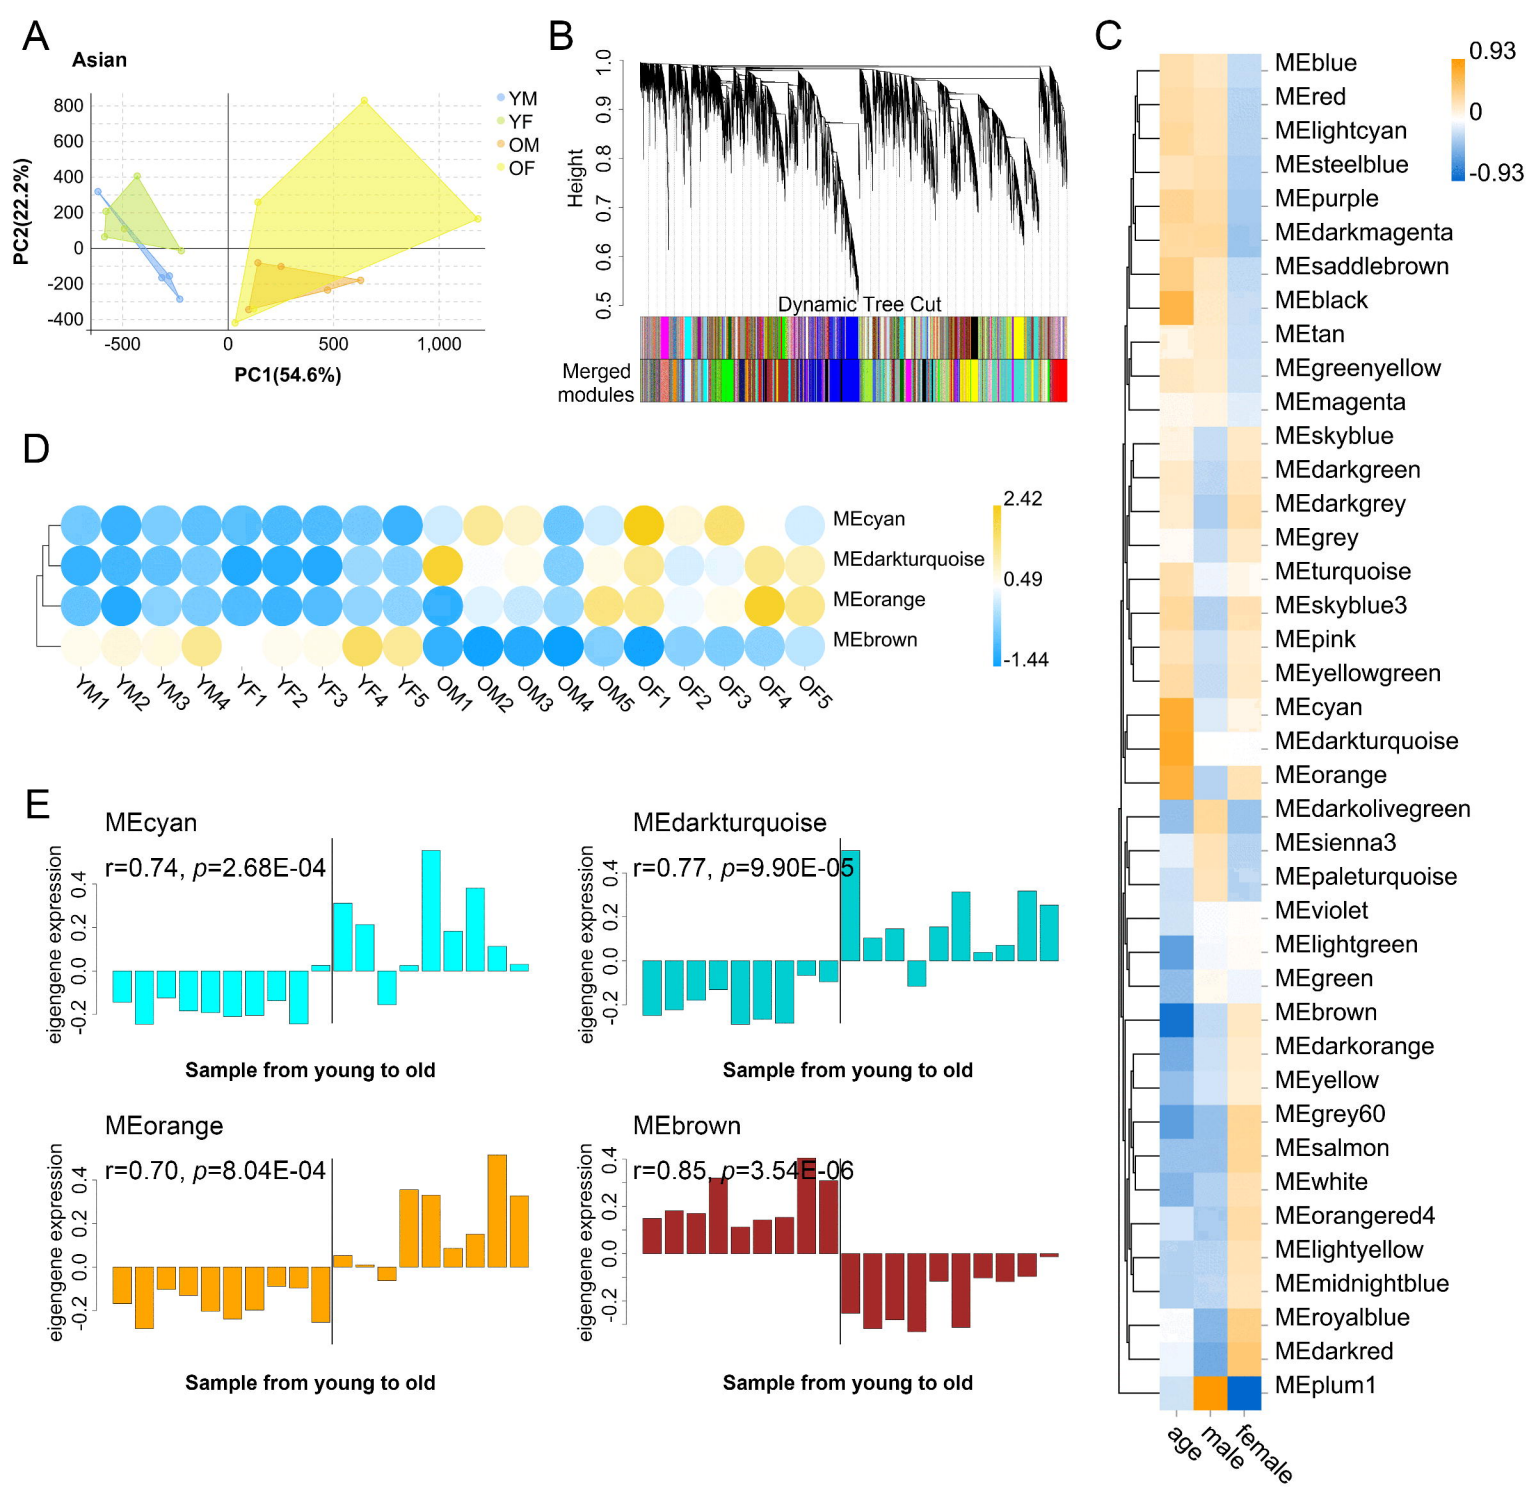 A
Asian
800
600
400
200
0
-200
-400
-500
0
500
1,000
PC2(22.2%)
PC1(54.6%)
YM
YF
OM
OF
B
Height
1.0
0.9
0.8
0.7
0.6
0.5
Dynamic Tree Cut
Merged
modules
C
MEblue
MEred
MElightcyan
MEsteelblue
MEpurple
MEdarkmagenta
MEsaddlebrown
MEblack
MEtan
MEgreenyellow
MEmagenta
MEskyblue
MEdarkgreen
MEdarkgrey
MEgrey
MEturquoise
MEskyblue3
MEpink
MEyellowgreen
MEcyan
MEdarkturquoise
MEorange
MEdarkolivegreen
MEsienna3
MEpaleturquoise
MEviolet
MElightgreen
MEgreen
MEbrown
MEdarkorange
MEyellow
MEgrey60
MEsalmon
MEwhite
MEorangered4
MElightyellow
MEmidnightblue
MEroyalblue
MEdarkred
MEplum1
age
male
female
0.93
0
-0.93
D
MEcyan
MEdarkturquoise
MEorange
MEbrown
YM1
YM2
YM3
YM4
YF1
YF2
YF3
YF4
YF5
OM1
OM2
OM3
OM4
OM5
OF1
OF2
OF3
OF4
OF5
2.42
0.49
-1.44
E
MEcyan
r=0.74, p=2.68E-04
eigengene expression
0.4
0.2
0.0
-0.2
Sample from young to old
MEdarkturquoise
r=0.77, p=9.90E-05
eigengene expression
0.4
0.2
0.0
-0.2
Sample from young to old
MEorange
r=0.70, p=8.04E-04
eigengene expression
0.4
0.2
0.0
-0.2
Sample from young to old
MEbrown
r=0.85, p=3.54E-06
eigengene expression
0.4
0.2
0.0
-0.2
Sample from young to old